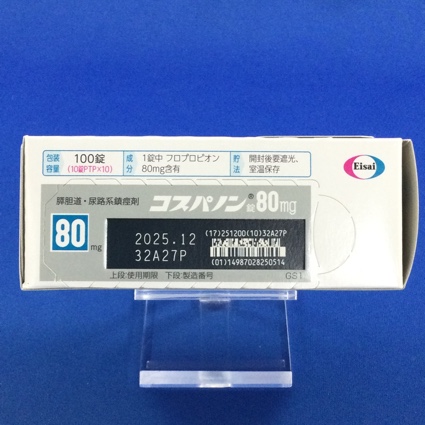 包装容量 100錠 (10錠PTP×10)
成分 1錠中 フロプロピオン 80mg含有
貯法 開封後要遮光、室温保存
Eisai
膵胆道・尿路系鎮痙剤
コスパノン錠80mg
80mg
2025.12
32A27P
(17)251200(10)32A27P
(01)14987028250514
上段:使用期限 下段:製造番号
GS1